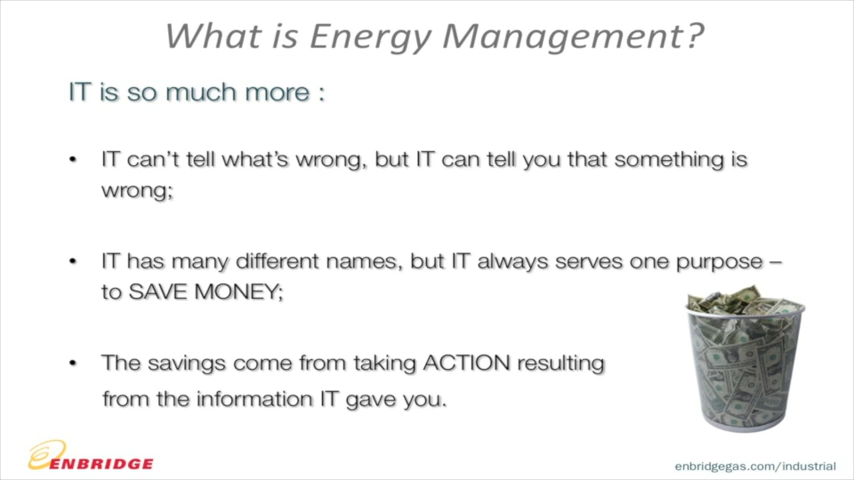 What is Energy Management?
IT is so much more :
• IT can't tell what's wrong, but IT can tell you that something is
wrong;
• IT has many different names, but IT always serves one purpose –
to SAVE MONEY;
• The savings come from taking ACTION resulting
from the information IT gave you.
ENBRIDGE
enbridgegas.com/industrial